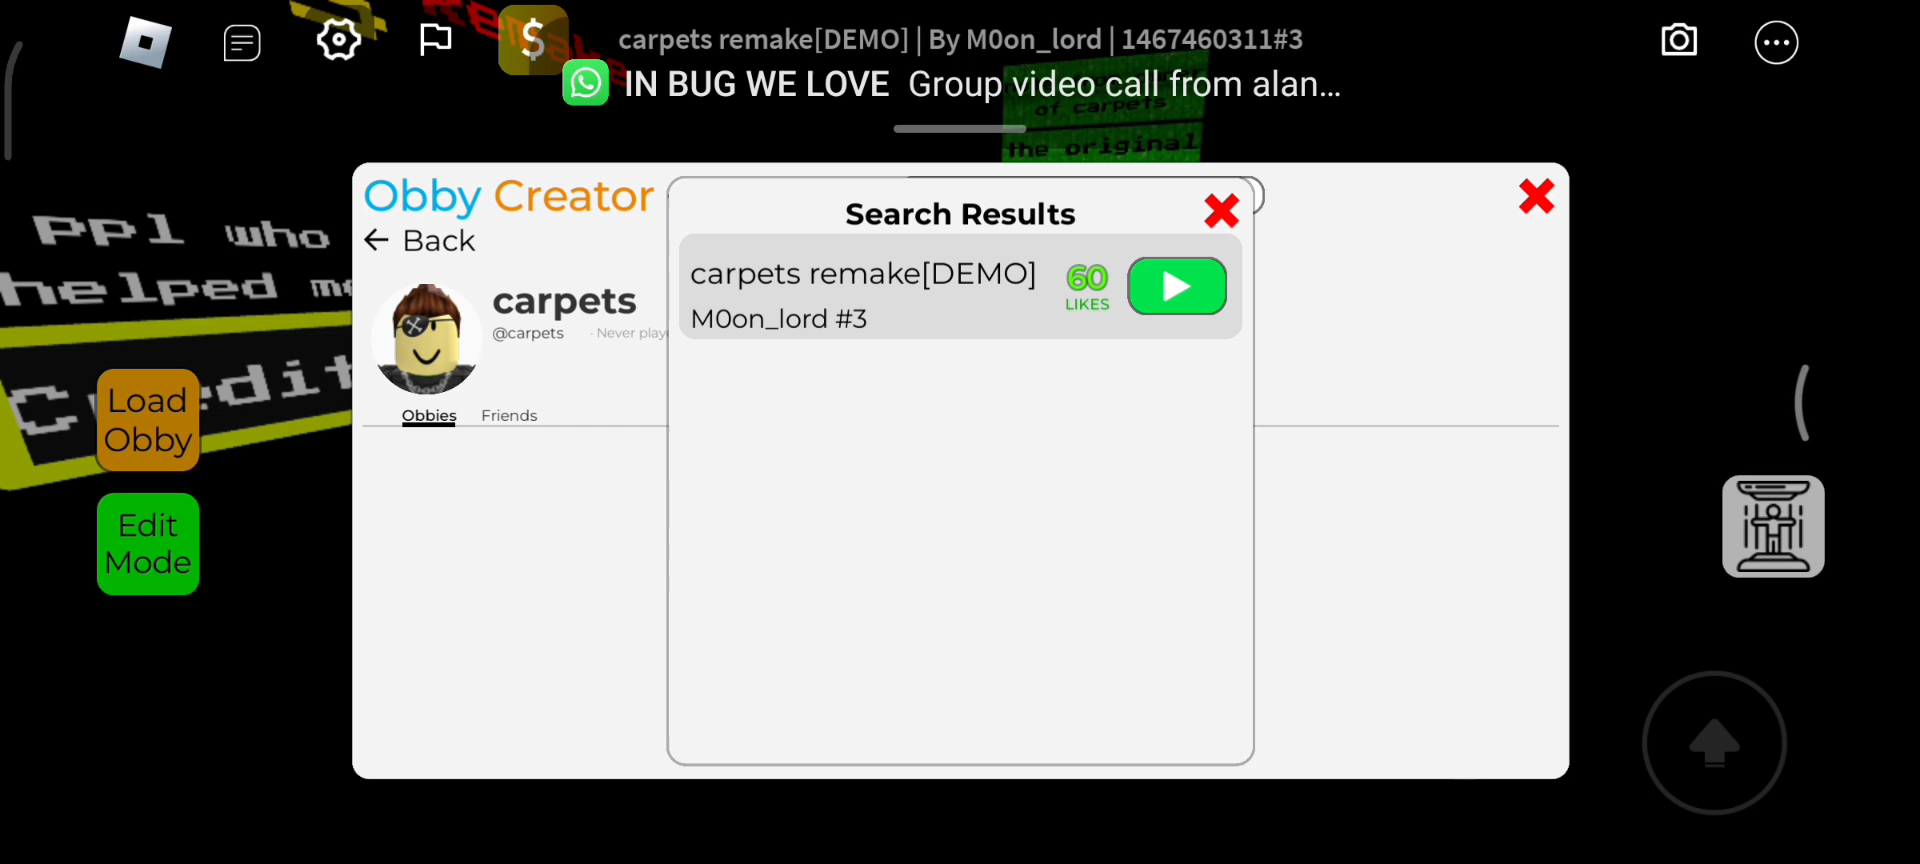 carpets remake[DEMO] | By M0on_lord | 1467460311#3
IN BUG WE LOVE Group video call from alan...
of carpets
the original
ppl who
helped me
Obby Creator
Back
carpets
@carpets
Obbies Friends
Search Results
carpets remake[DEMO]
M0on_lord #3
60
LIKES
Load
Obby
Edit
Mode